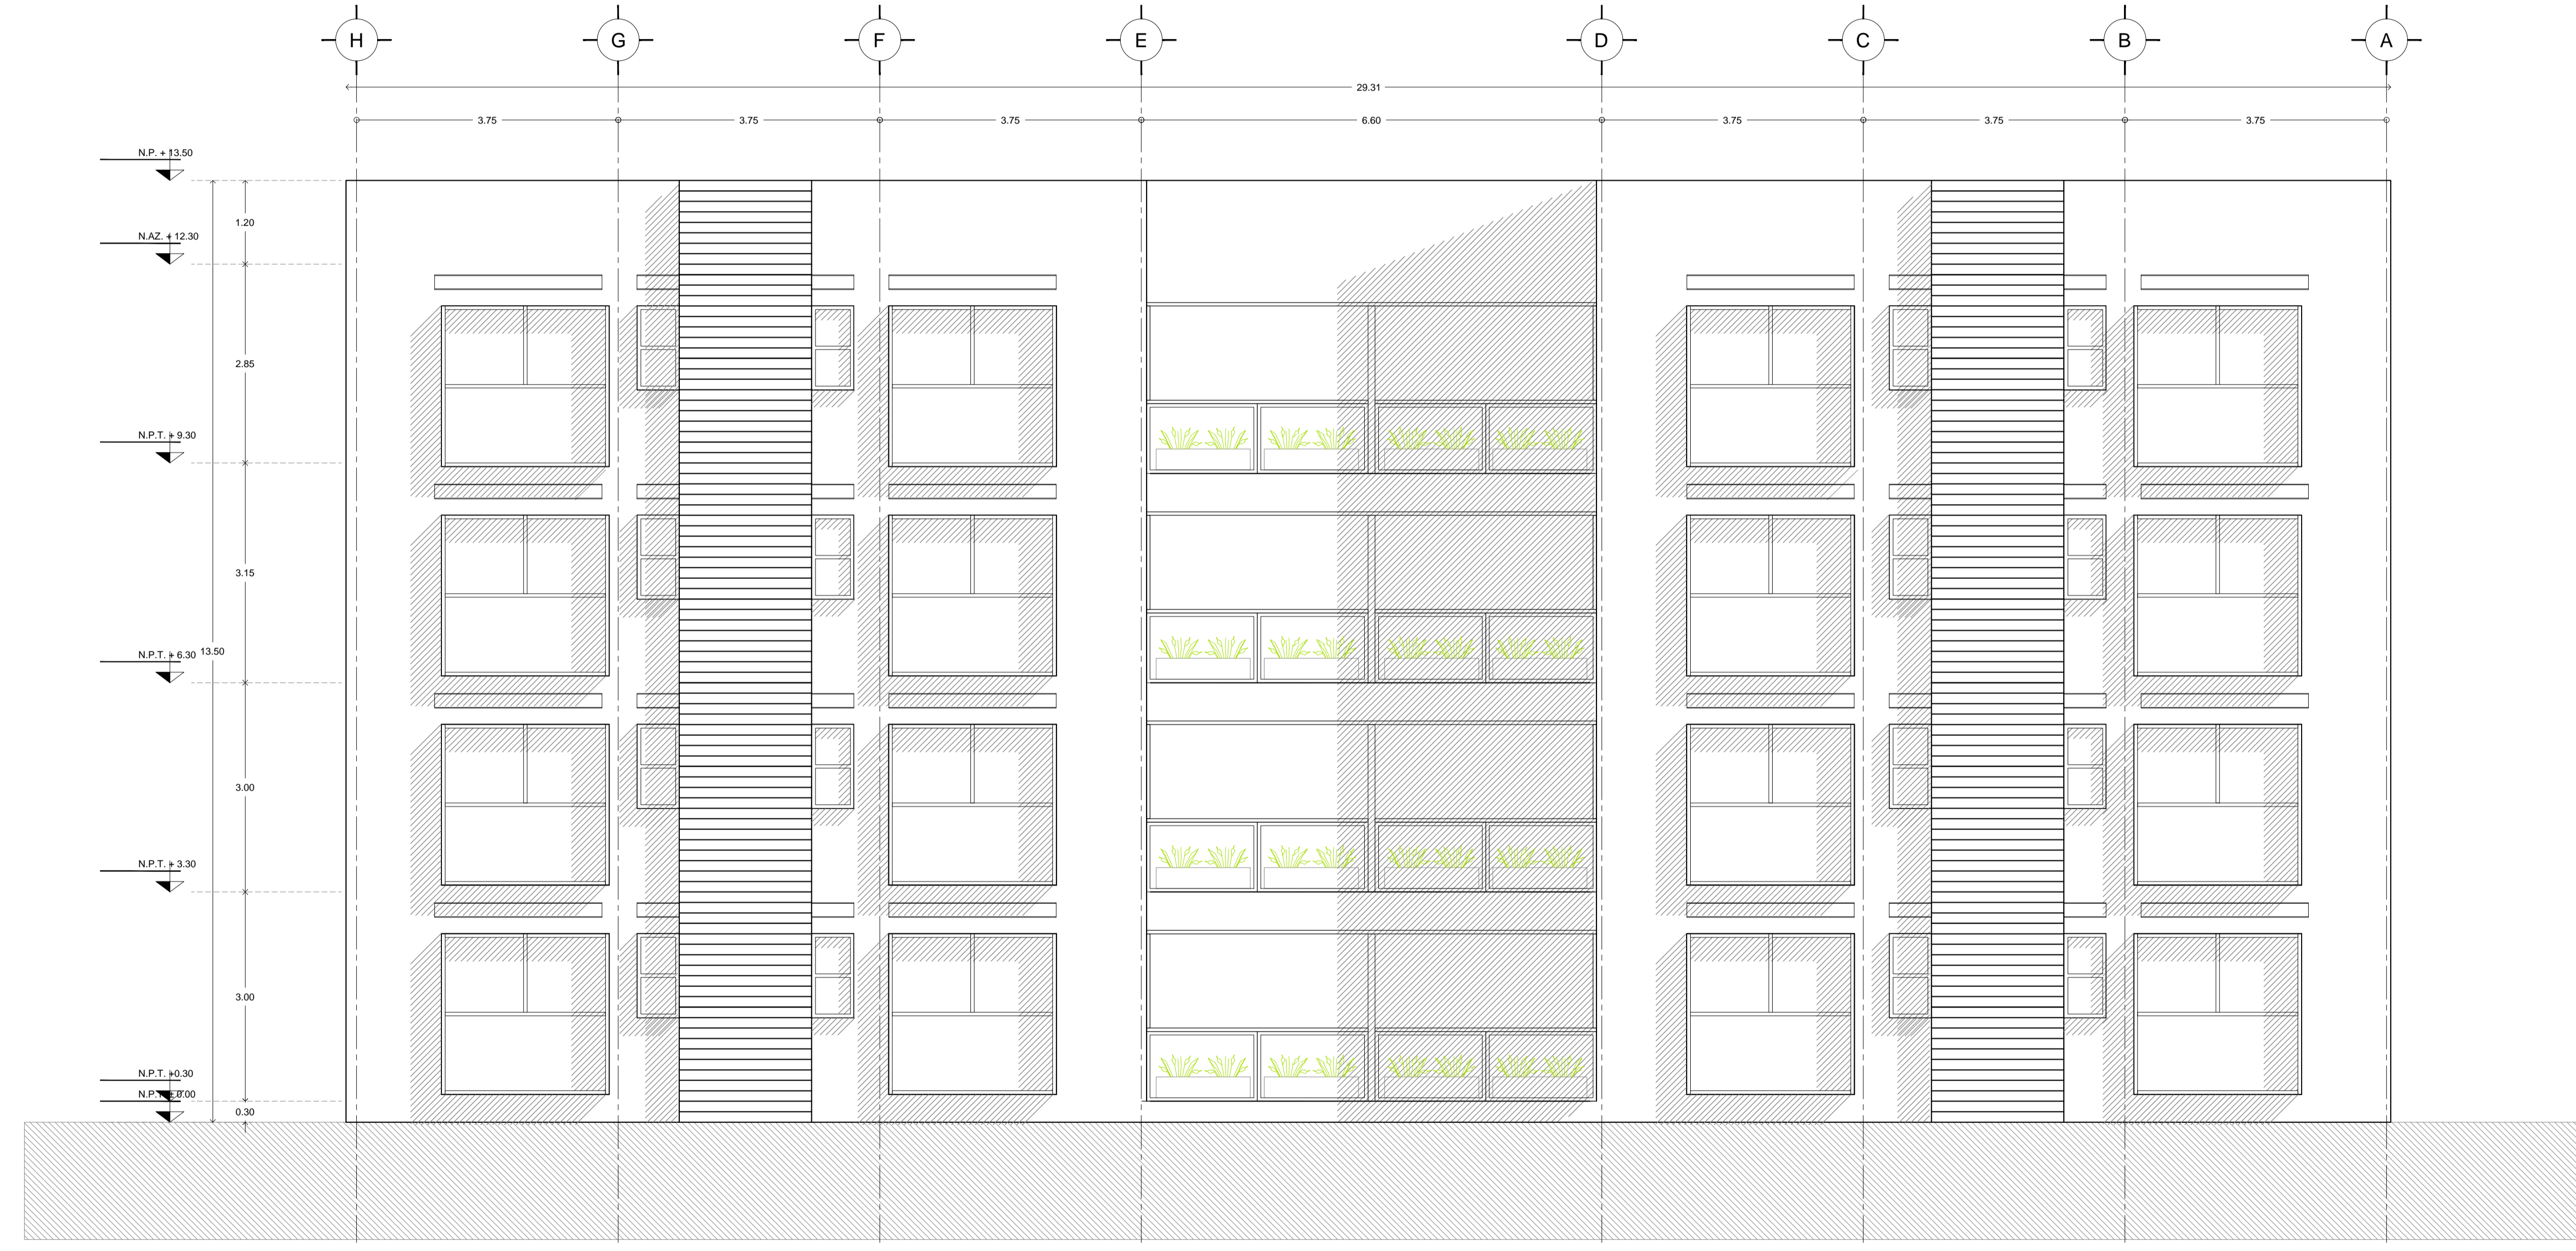 H G F E D C B A
29.31
3.75 3.75 3.75 6.60 3.75 3.75 3.75
N.P. + 13.50
1.20
N.AZ. + 12.30
2.85
N.P.T. + 9.30
3.15
N.P.T. + 6.30 13.50
3.00
N.P.T. + 3.30
3.00
N.P.T. +0.30
N.P.T. ± 0.00
0.30